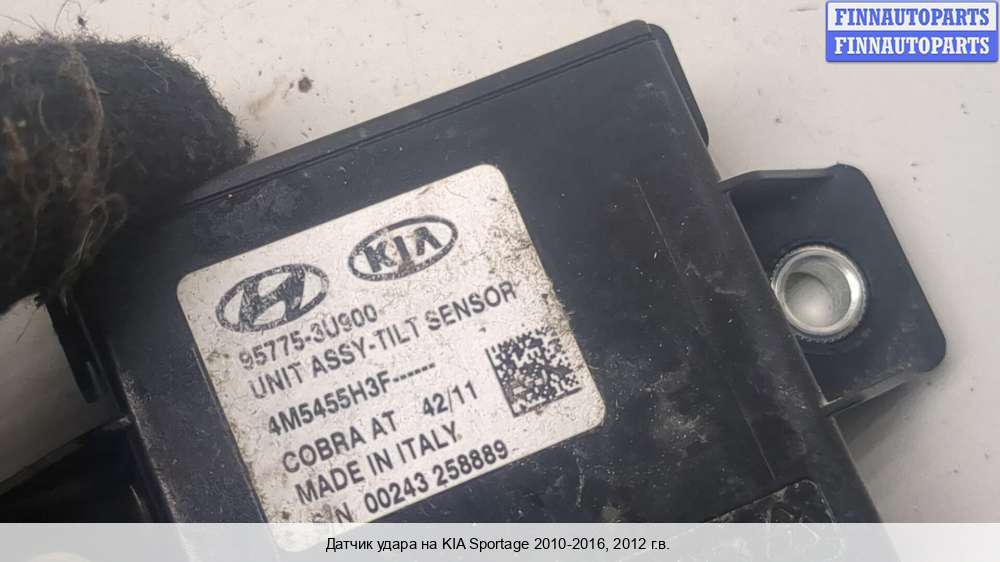 FINNAUTOPARTS
FINNAUTOPARTS
KIA
95775-3U900
UNIT ASSY-TILT SENSOR
4M5455H3F------
COBRA AT 42/11
MADE IN ITALY
S/N 00243 258889
Датчик удара на KIA Sportage 2010-2016, 2012 г.в.